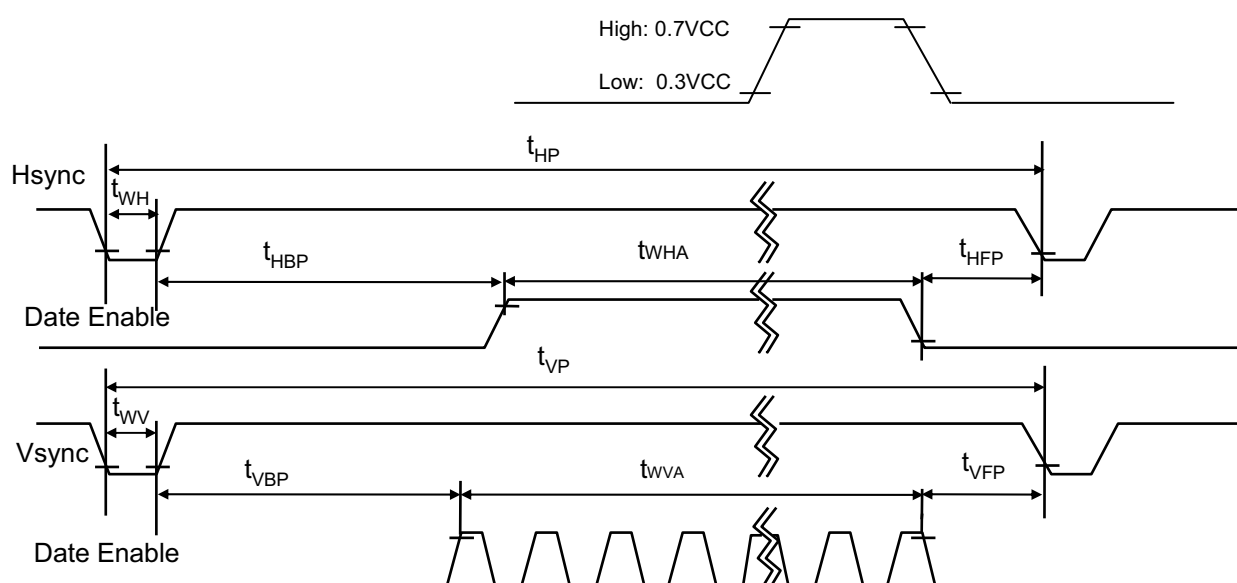 High: 0.7VCC
Low: 0.3VCC
tHP
Hsync
tWH
tHBP
tWHA
tHFP
Date Enable
tVP
tWV
Vsync
tVBP
tWVA
tVFP
Date Enable